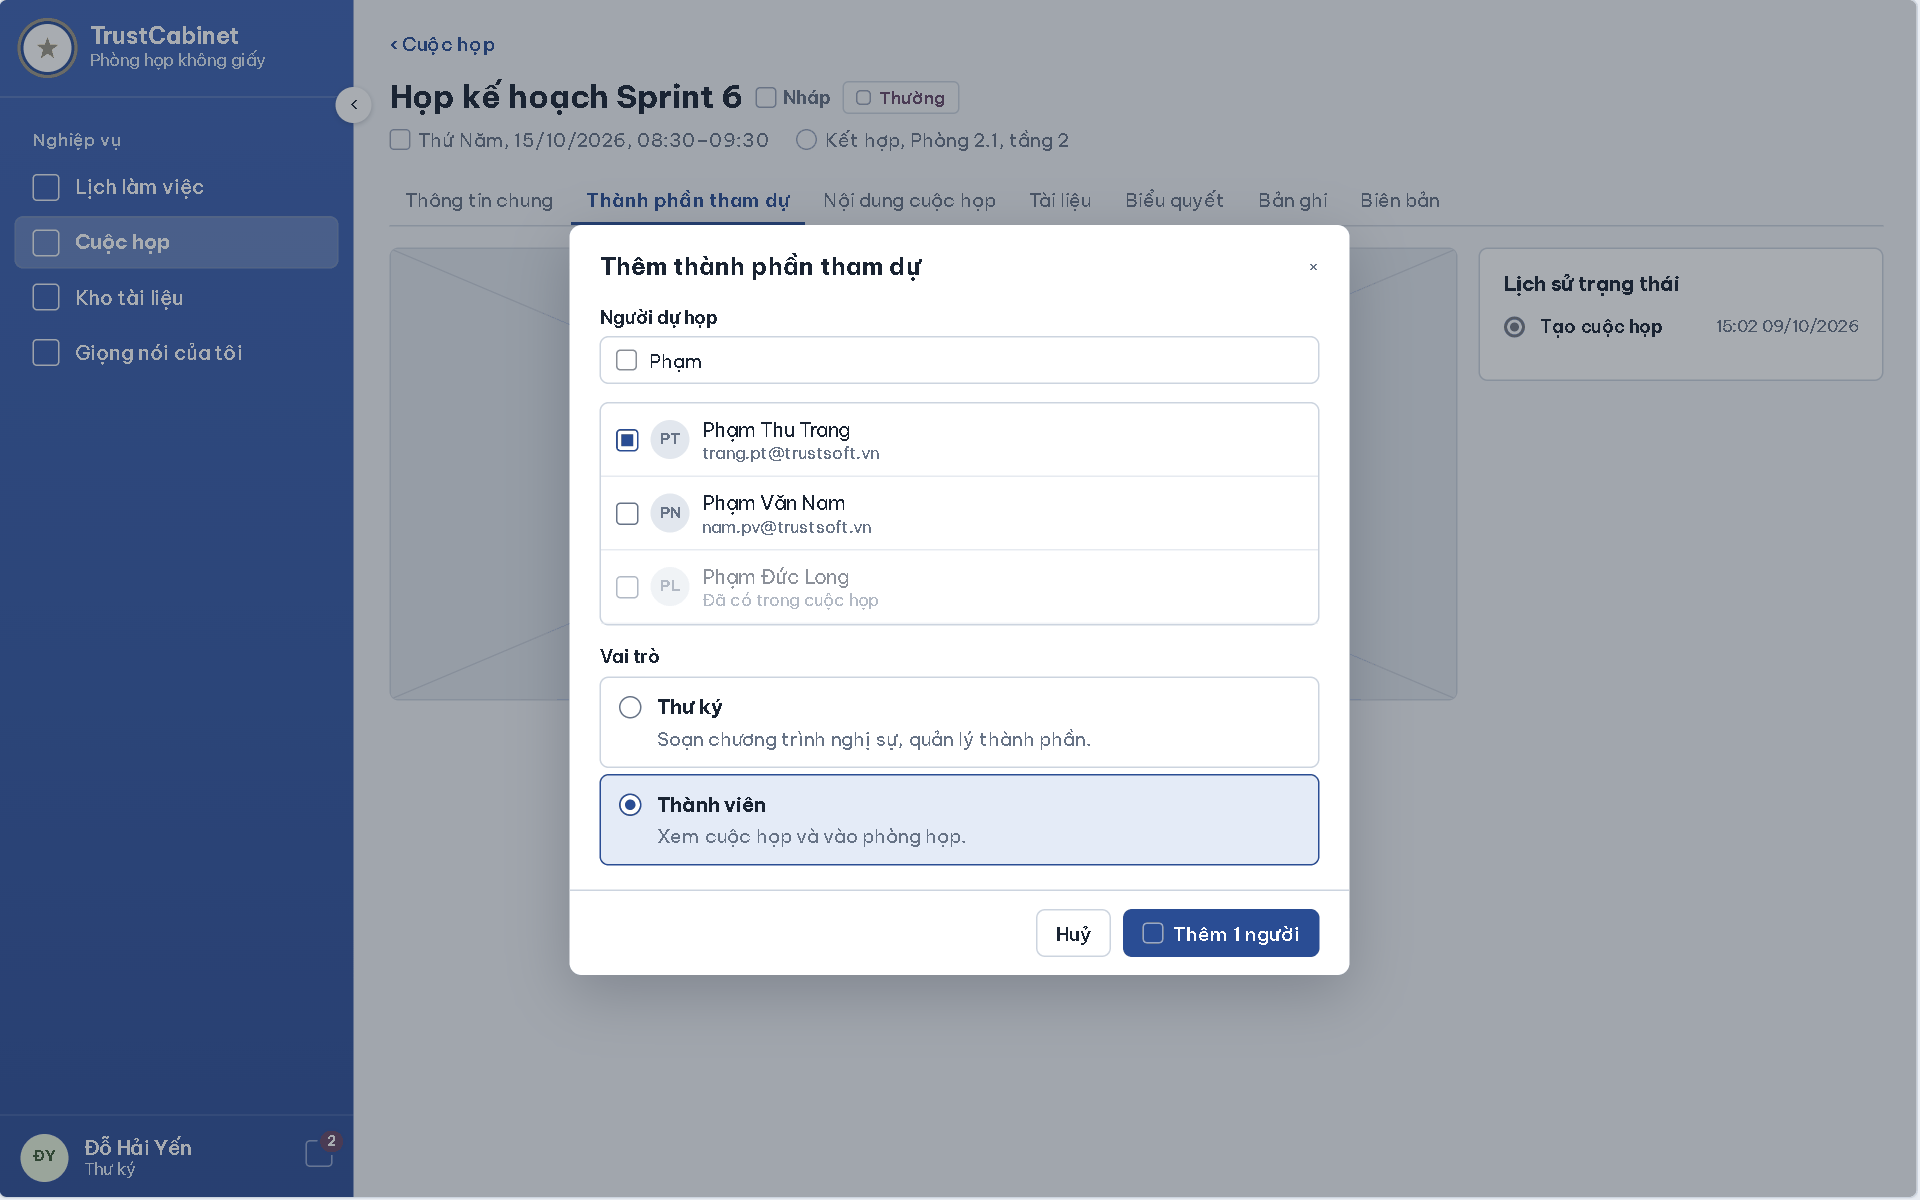 TrustCabinet
Phòng họp không giấy
Nghiệp vụ
Lịch làm việc
Cuộc họp
Kho tài liệu
Giọng nói của tôi
ĐY
Đỗ Hải Yến
Thư ký
2
‹ Cuộc họp
Họp kế hoạch Sprint 6 Nháp Thường
Thứ Năm, 15/10/2026, 08:30–09:30 Kết hợp, Phòng 2.1, tầng 2
Thông tin chung Thành phần tham dự Nội dung cuộc họp Tài liệu Biểu quyết Bản ghi Biên bản
Thêm thành phần tham dự ×
Người dự họp
Phạm
PT Phạm Thu Trang
trang.pt@trustsoft.vn
PN Phạm Văn Nam
nam.pv@trustsoft.vn
PL Phạm Đức Long
Đã có trong cuộc họp
Vai trò
Thư ký
Soạn chương trình nghị sự, quản lý thành phần.
Thành viên
Xem cuộc họp và vào phòng họp.
Huỷ Thêm 1 người
Lịch sử trạng thái
Tạo cuộc họp 15:02 09/10/2026